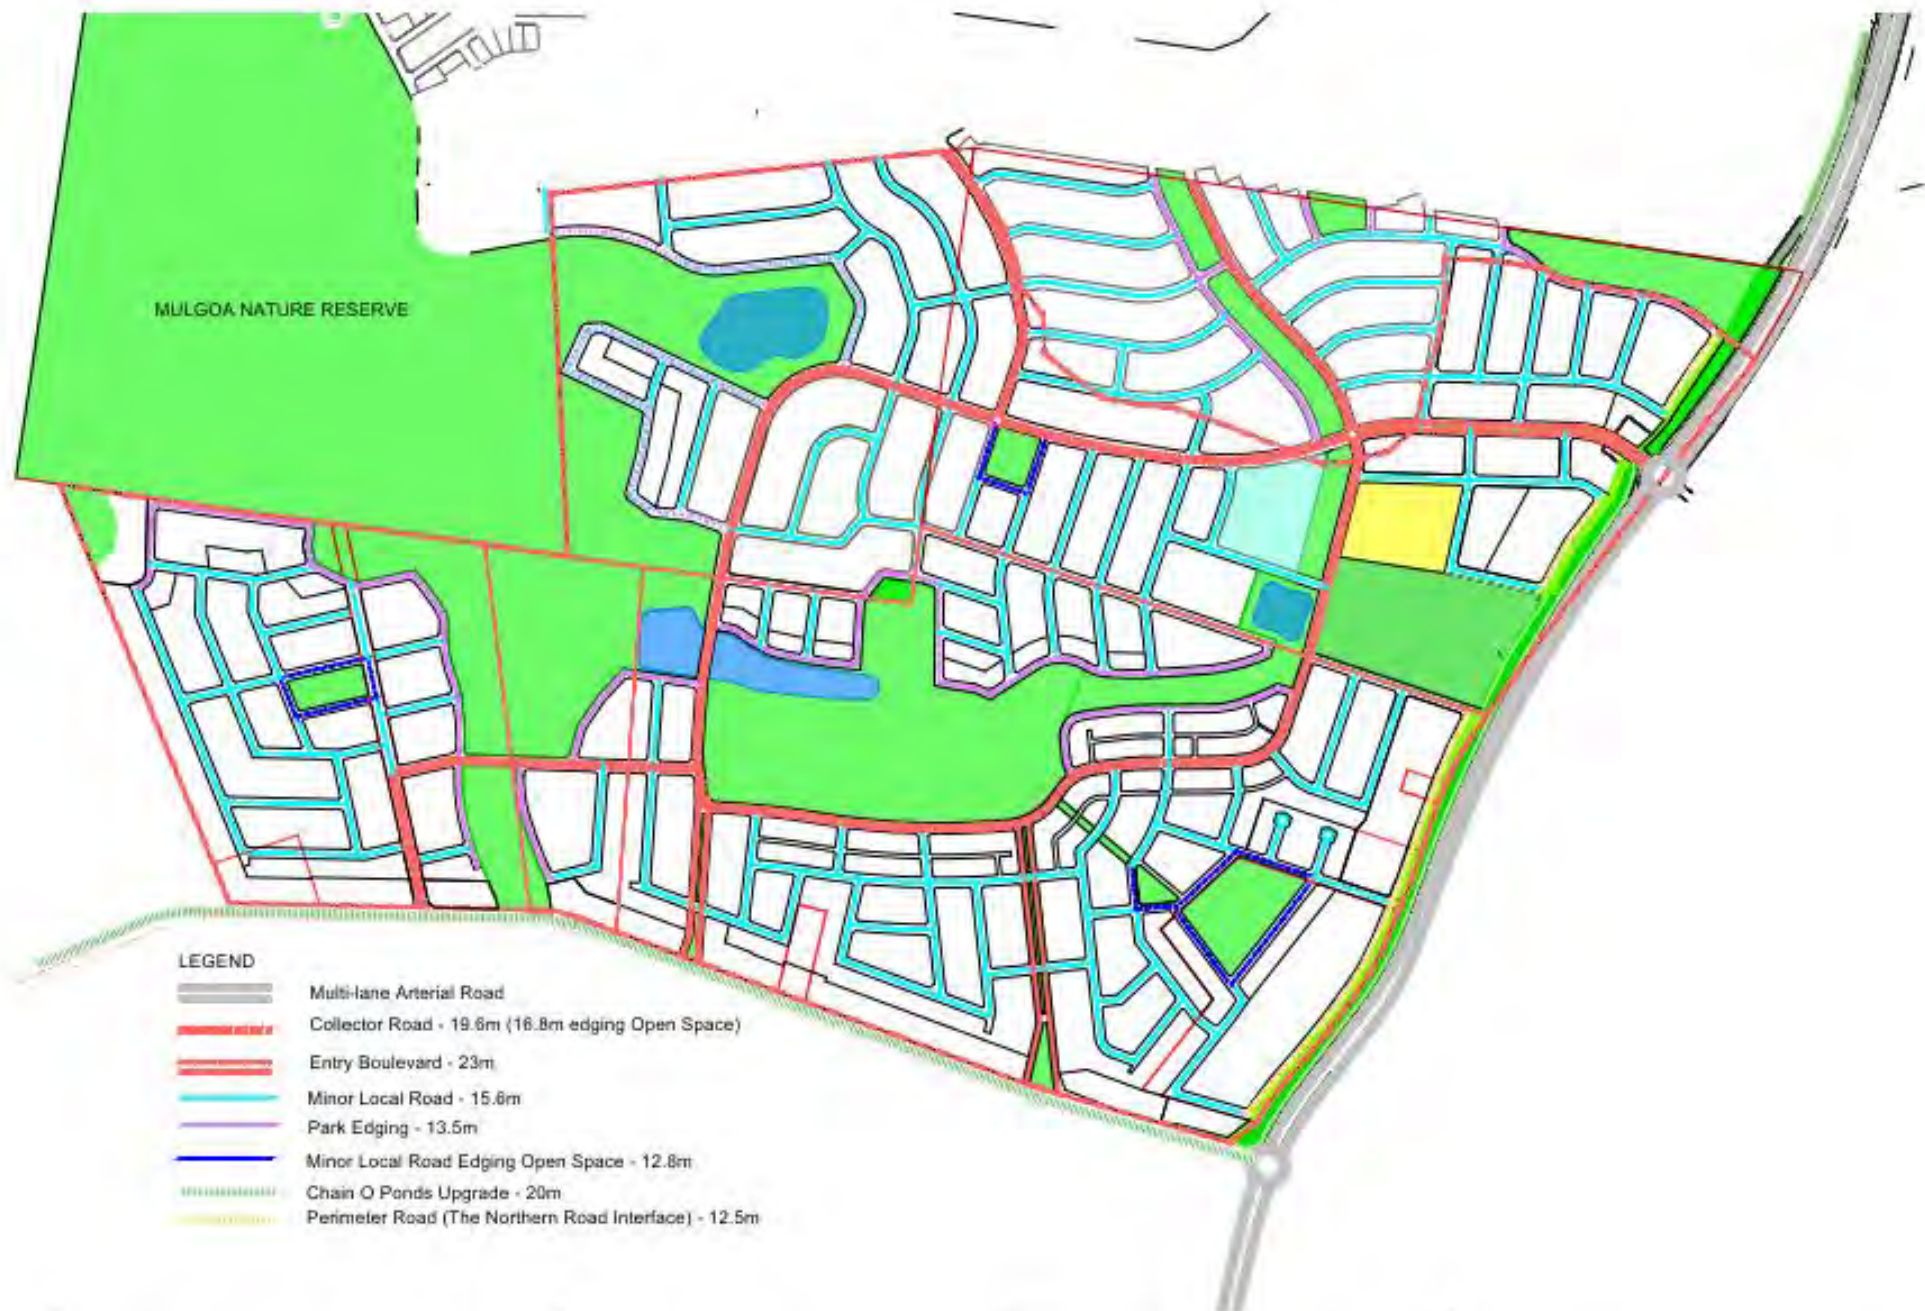 MULGOA NATURE RESERVE
LEGEND
Multi-lane Arterial Road
Collector Road - 19.6m (16.8m edging Open Space)
Entry Boulevard - 23m
Minor Local Road - 15.6m
Park Edging - 13.5m
Minor Local Road Edging Open Space - 12.8m
Chain O Ponds Upgrade - 20m
Perimeter Road (The Northern Road Interface) - 12.5m